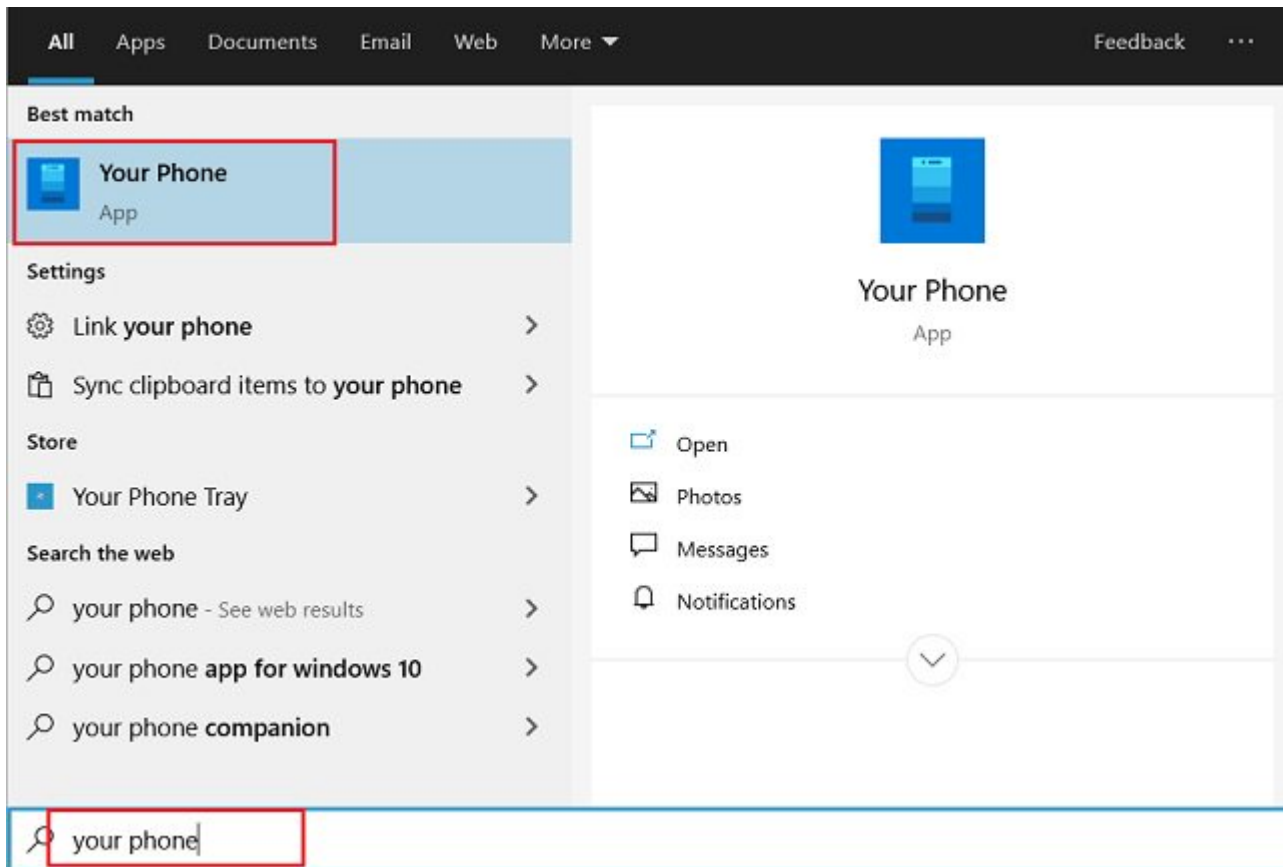 All Apps Documents Email Web More Feedback ...
Best match
Your Phone
App
Settings
Link your phone
Sync clipboard items to your phone
Store
Your Phone Tray
Search the web
your phone - See web results
your phone app for windows 10
your phone companion
Your Phone
App
Open
Photos
Messages
Notifications
your phone